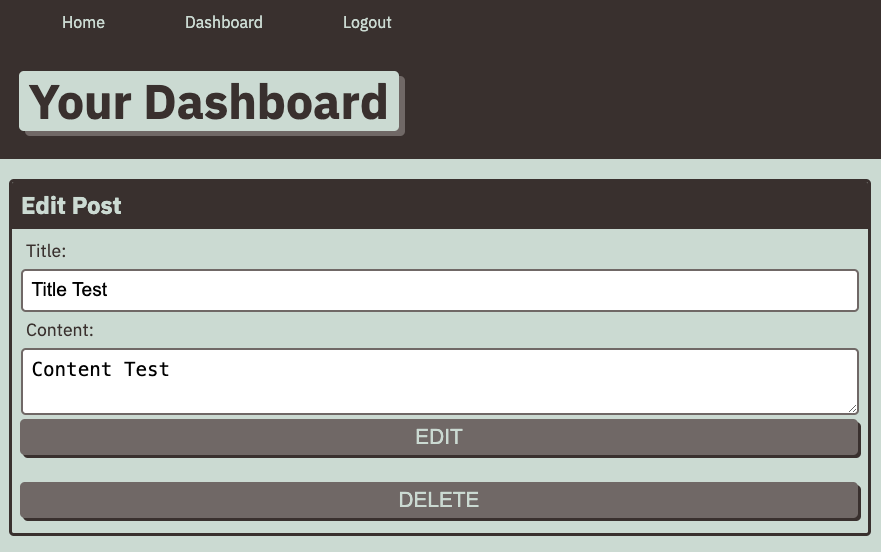 Home Dashboard Logout
Your Dashboard
Edit Post
Title:
Title Test
Content:
Content Test
EDIT
DELETE